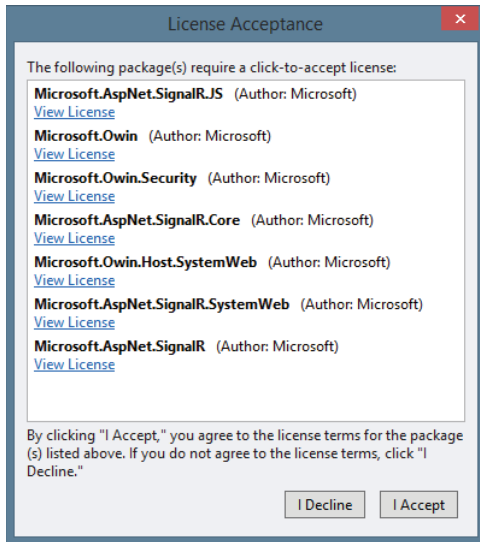 License Acceptance
The following package(s) require a click-to-accept license:
Microsoft.AspNet.SignalR.JS (Author: Microsoft)
View License
Microsoft.Owin (Author: Microsoft)
View License
Microsoft.Owin.Security (Author: Microsoft)
View License
Microsoft.AspNet.SignalR.Core (Author: Microsoft)
View License
Microsoft.Owin.Host.SystemWeb (Author: Microsoft)
View License
Microsoft.AspNet.SignalR.SystemWeb (Author: Microsoft)
View License
Microsoft.AspNet.SignalR (Author: Microsoft)
View License
By clicking "I Accept," you agree to the license terms for the package
(s) listed above. If you do not agree to the license terms, click "I
Decline."
I Decline I Accept